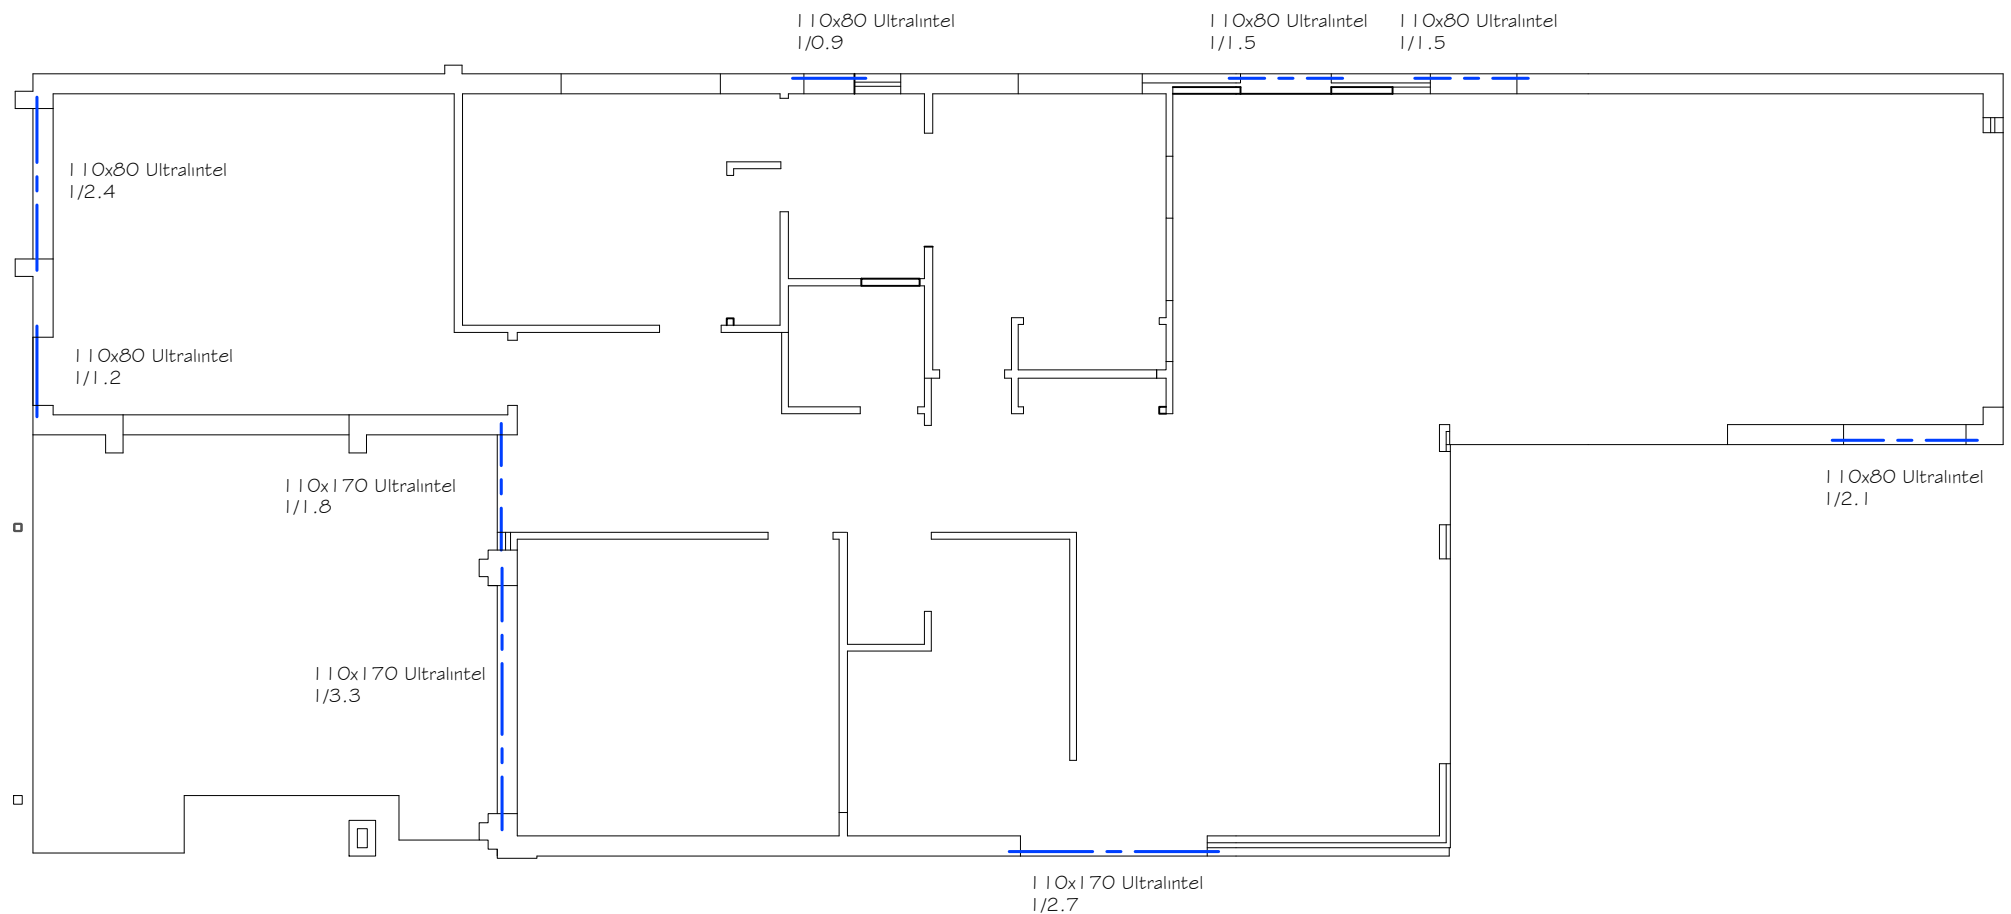 110x80 Ultralintel
1/0.9
110x80 Ultralintel
1/1.5
110x80 Ultralintel
1/1.5
110x80 Ultralintel
1/2.4
110x80 Ultralintel
1/1.2
110x170 Ultralintel
1/1.8
110x80 Ultralintel
1/2.1
110x170 Ultralintel
1/3.3
110x170 Ultralintel
1/2.7